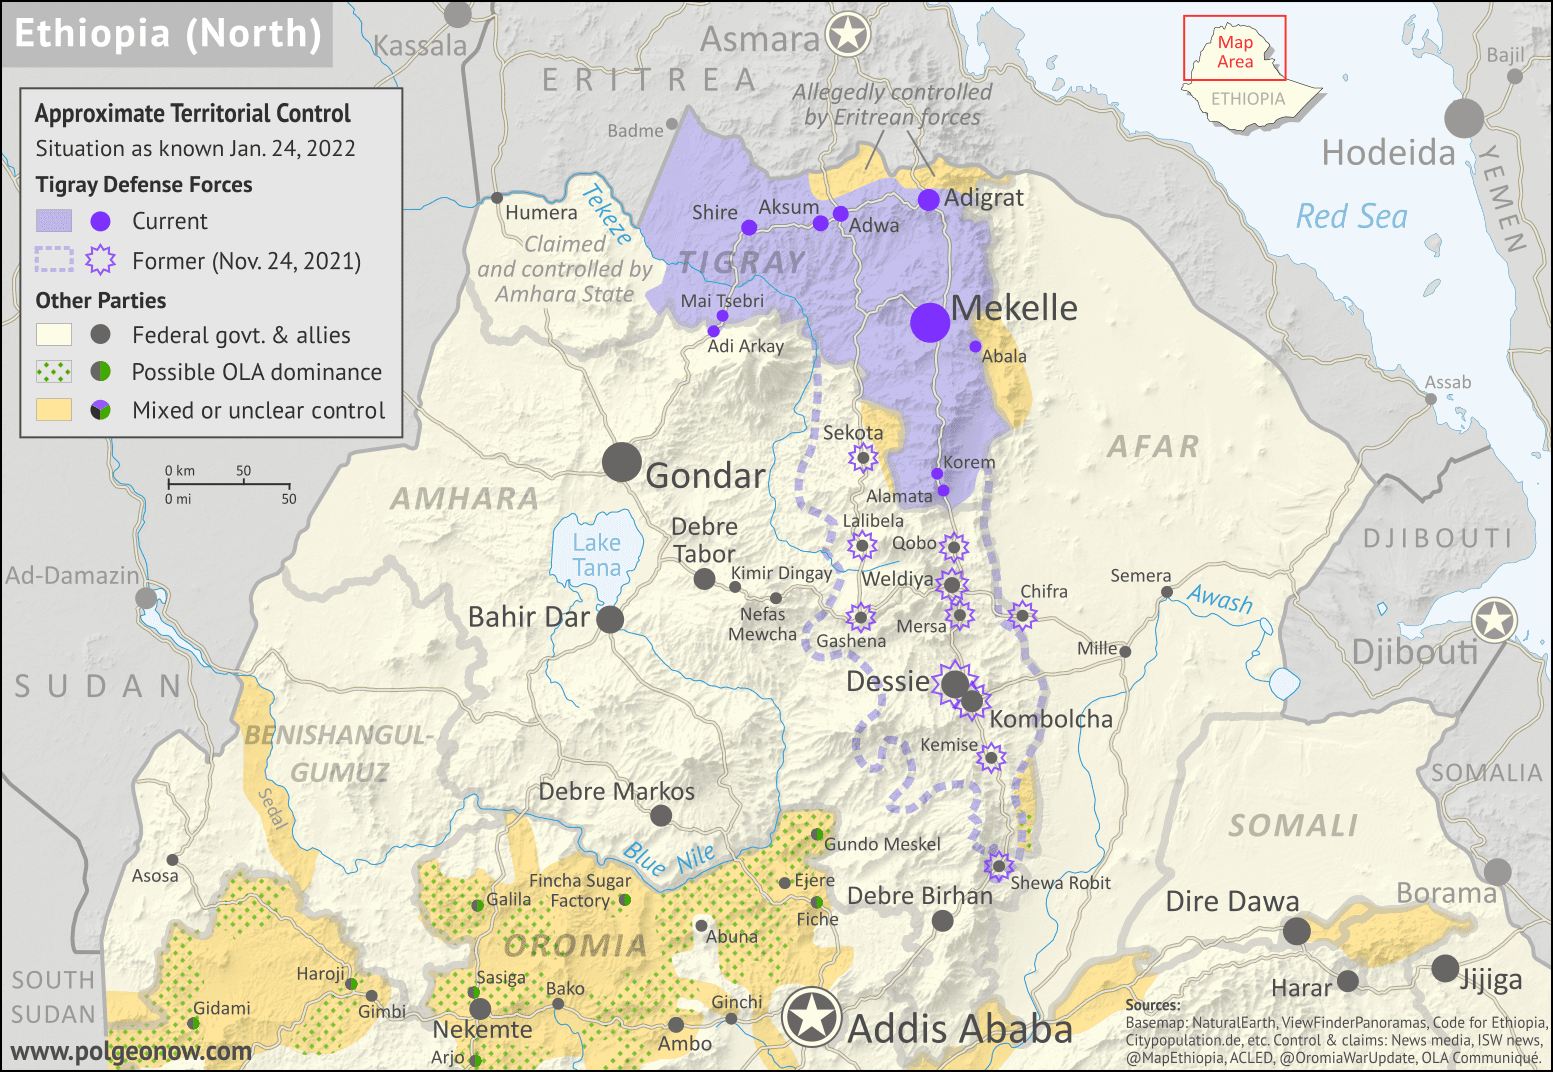 Ethiopia (North)
Approximate Territorial Control
Situation as known Jan. 24, 2022
Tigray Defense Forces
Current
Former (Nov. 24, 2021)
Other Parties
Federal govt. & allies
Possible OLA dominance
Mixed or unclear control
0 km 50
0 mi 50
Kassala
Asmara
ERITREA
Allegedly controlled
by Eritrean forces
Badme
Map
Area
ETHIOPIA
Bajil
Hodeida
YEMEN
Red Sea
Humera
Tekeze
Claimed
and controlled by
Amhara State
Shire
Aksum
Adwa
Adigrat
TIGRAY
Mai Tsebri
Adi Arkay
Mekelle
Abala
Assab
Sekota
Korem
Alamata
AFAR
Gondar
AMHARA
Lake
Tana
Debre
Tabor
Kimir Dingay
Nefas
Mewcha
Lalibela
Qobo
Weldiya
Mersa
Gashena
Chifra
Semera
Awash
Mille
DJIBOUTI
Djibouti
Ad-Damazin
SUDAN
Bahir Dar
Dessie
Kombolcha
Kemise
BENISHANGUL-
GUMUZ
Sedal
Debre Markos
SOMALIA
SOMALI
Blue Nile
Gundo Meskel
Asosa
Ejere
Fiche
Shewa Robit
Debre Birhan
Galila
Fincha Sugar
Factory
Abuna
OROMIA
Borama
Dire Dawa
Harar
Jijiga
SOUTH
SUDAN
Haroji
Gimbi
Gidami
Sasiga
Nekemte
Bako
Arjo
Ambo
Ginchi
Addis Ababa
www.polgeonow.com
Sources:
Basemap: NaturalEarth, ViewFinderPanoramas, Code for Ethiopia,
Citypopulation.de, etc. Control & claims: News media, ISW news,
@MapEthiopia, ACLED, @OromiaWarUpdate, OLA Communiqué.